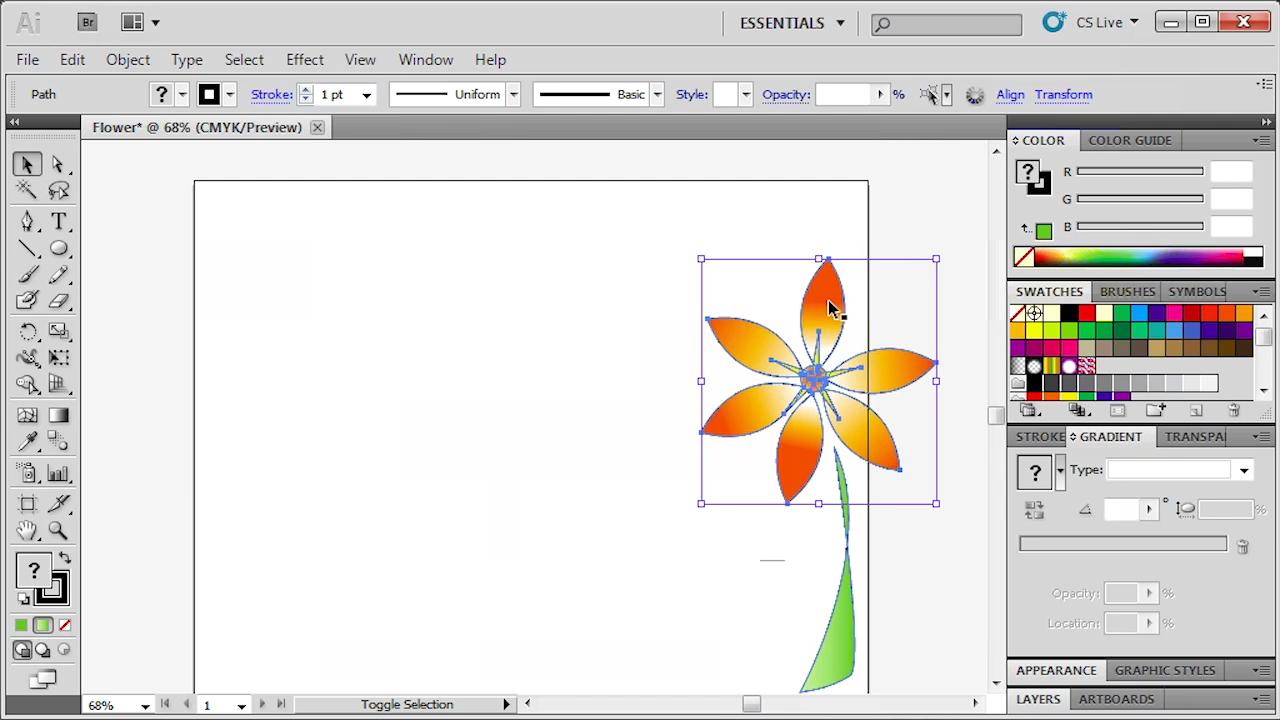 Ai Br ESSENTIALS CS Live
File Edit Object Type Select Effect View Window Help
Path ? Stroke: 1 pt Uniform Basic Style: Opacity: % Align Transform
Flower* @ 68% (CMYK/Preview)
COLOR COLOR GUIDE
? R
G
B
SWATCHES BRUSHES SYMBOLS
T
STROKE GRADIENT TRANSPA
? Type:
°
%
?
Opacity: %
Location: %
APPEARANCE GRAPHIC STYLES
LAYERS ARTBOARDS
68% 1 Toggle Selection